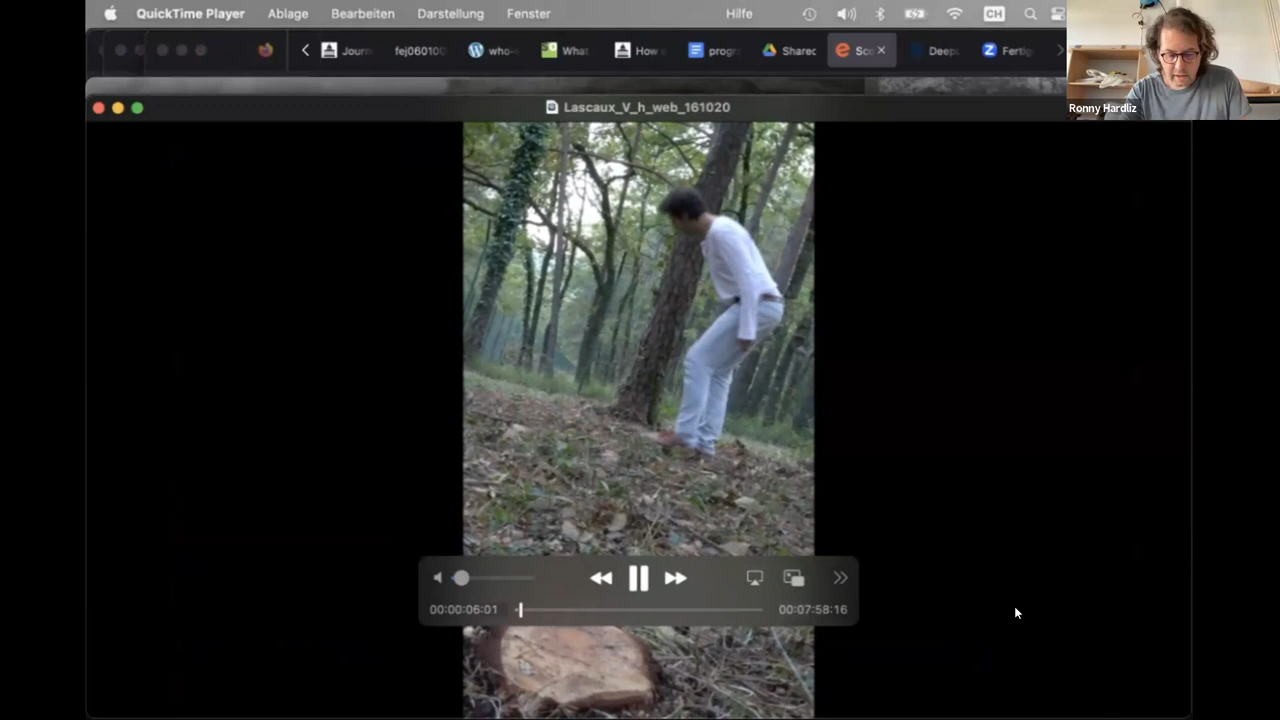 QuickTime Player Ablage Bearbeiten Darstellung Fenster Hilfe CH
Journ fej060100 who- What How progr Shared Sco Deep Fertig
Ronny Hardliz
Lascaux_V_h_web_161020
00:00:06:01 00:07:58:16